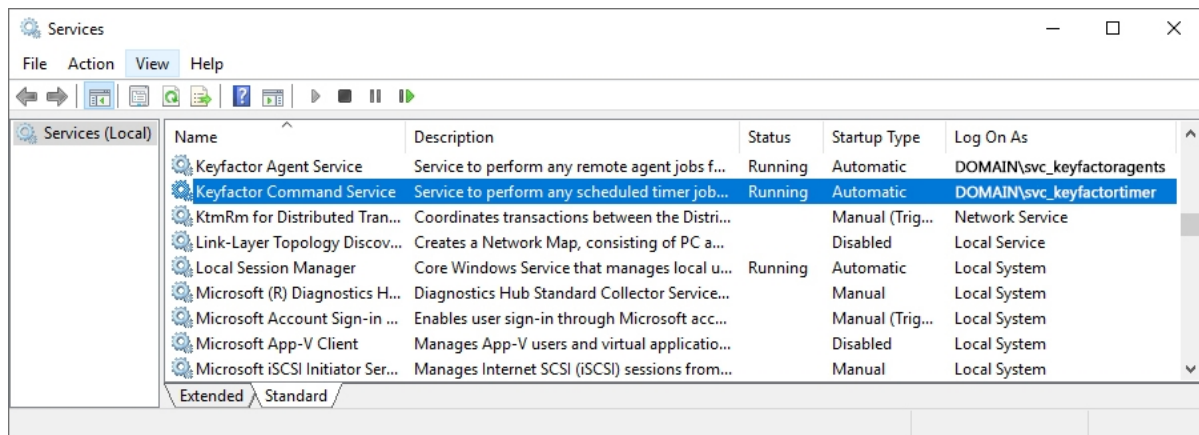 Services
File Action View Help
Services (Local)
Name Description Status Startup Type Log On As
Keyfactor Agent Service Service to perform any remote agent jobs f... Running Automatic DOMAIN\svc_keyfactoragents
Keyfactor Command Service Service to perform any scheduled timer job... Running Automatic DOMAIN\svc_keyfactortimer
KtmRm for Distributed Tran... Coordinates transactions between the Distri... Manual (Trig... Network Service
Link-Layer Topology Discov... Creates a Network Map, consisting of PC a... Disabled Local Service
Local Session Manager Core Windows Service that manages local u... Running Automatic Local System
Microsoft (R) Diagnostics H... Diagnostics Hub Standard Collector Service... Manual Local System
Microsoft Account Sign-in ... Enables user sign-in through Microsoft acc... Manual (Trig... Local System
Microsoft App-V Client Manages App-V users and virtual applicatio... Disabled Local System
Microsoft iSCSI Initiator Ser... Manages Internet SCSI (iSCSI) sessions from... Manual Local System
Extended Standard